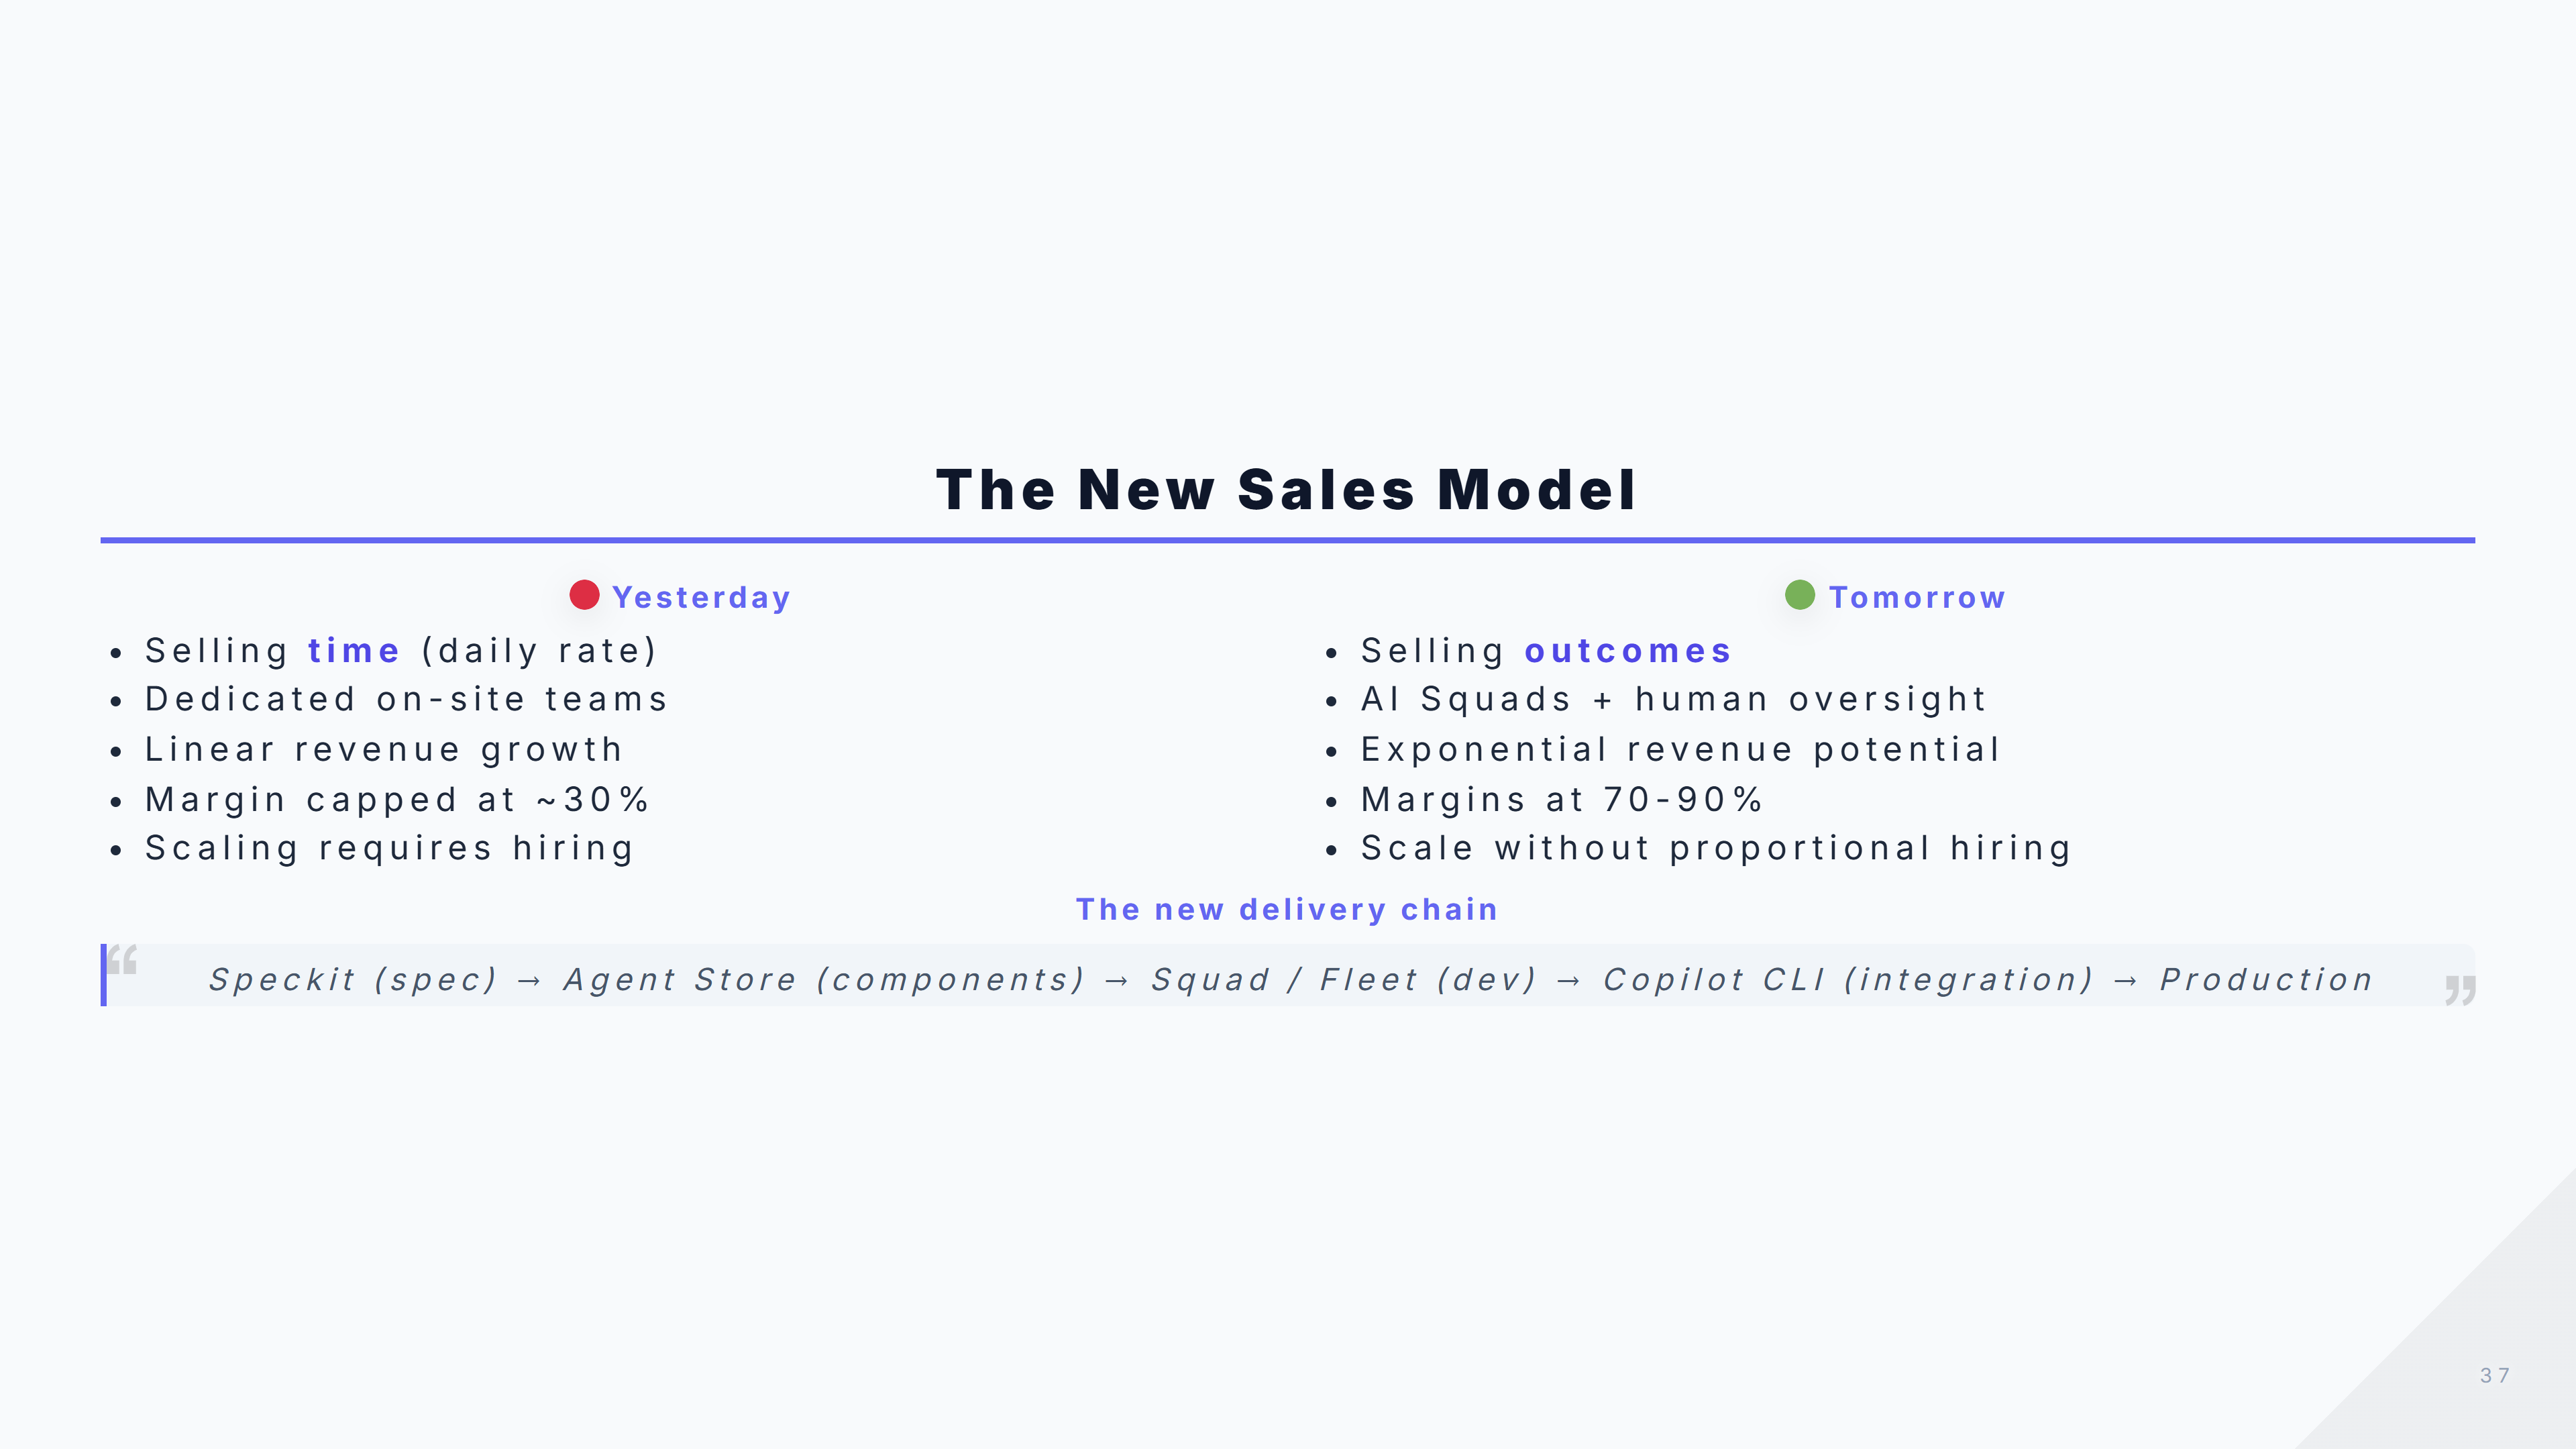 The New Sales Model
Yesterday
• Selling time (daily rate)
• Dedicated on-site teams
• Linear revenue growth
• Margin capped at ~30%
• Scaling requires hiring
Tomorrow
• Selling outcomes
• AI Squads + human oversight
• Exponential revenue potential
• Margins at 70-90%
• Scale without proportional hiring
The new delivery chain
“ Speckit (spec) → Agent Store (components) → Squad / Fleet (dev) → Copilot CLI (integration) → Production ”
37